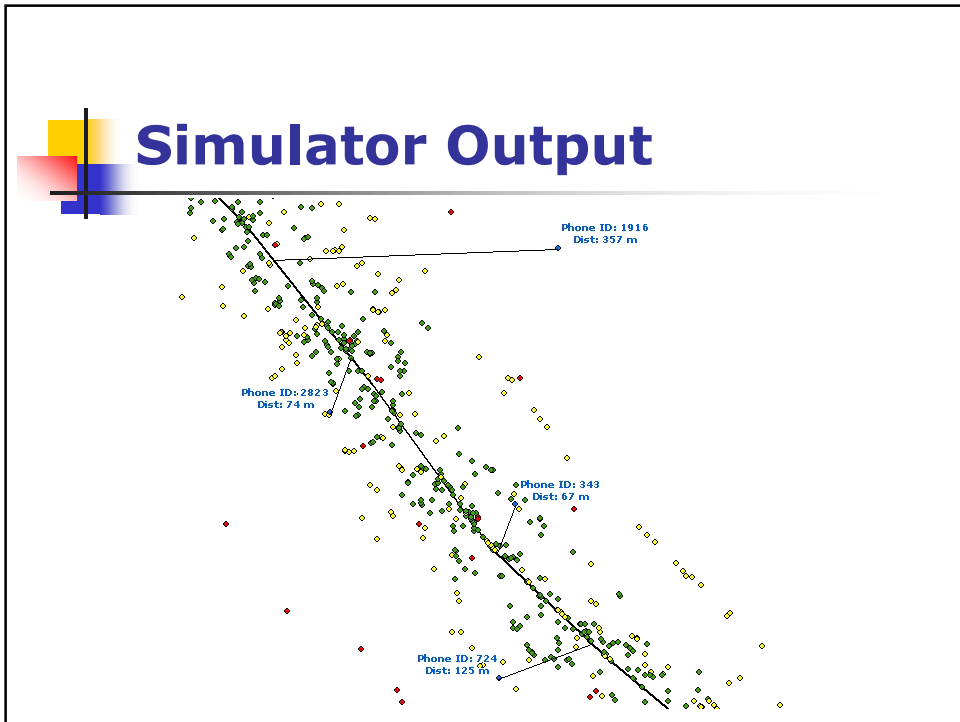 Simulator Output
Phone ID: 1916
Dist: 357 m
Phone ID: 2823
Dist: 74 m
Phone ID: 343
Dist: 67 m
Phone ID: 724
Dist: 125 m